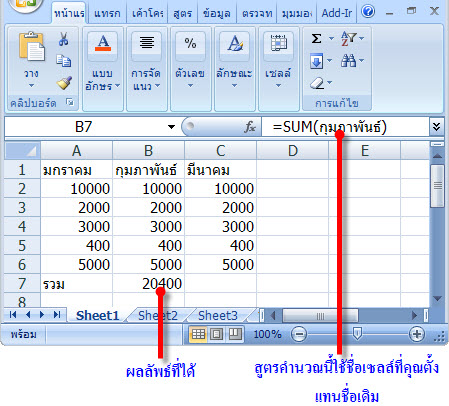 หน้าแร แทรก เค้าโคร สูตร ข้อมูล ตรวจท มุมมอง Add-Ir
วาง แบบอักษร การจัดแนว ตัวเลข ลักษณะ เซลล์
คลิปบอร์ด การแก้ไข
B7 fx =SUM(กุมภาพันธ์)
A B C D E
1 มกราคม กุมภาพันธ์ มีนาคม
2 10000 10000 10000
3 2000 2000 2000
4 3000 3000 3000
5 400 400 400
6 5000 5000 5000
7 รวม 20400
8
Sheet1 Sheet2 Sheet3
พร้อม 100%
ผลลัพธ์ที่ได้
สูตรคำนวณนี้ใช้ชื่อเซลล์ที่คุณตั้ง
แทนชื่อเดิม